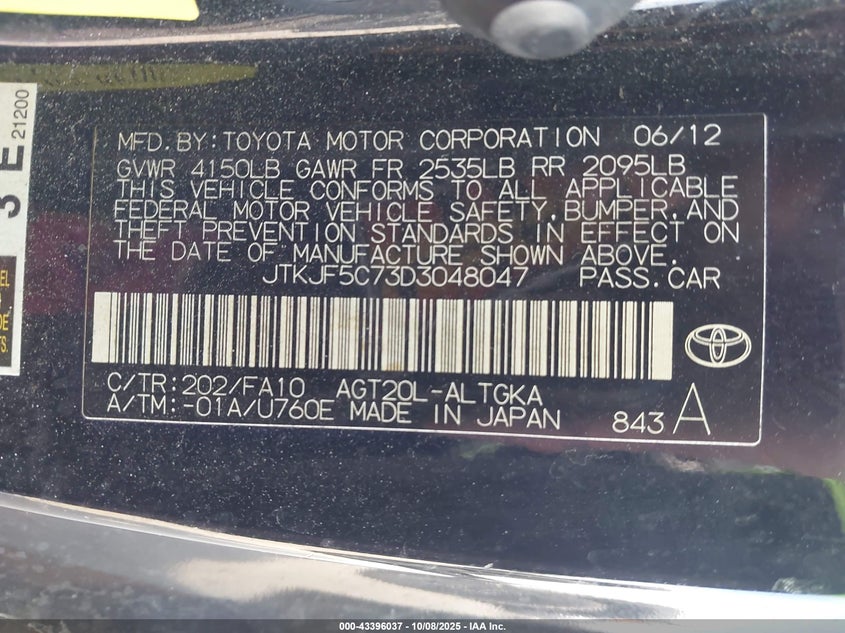 MFD.BY:TOYOTA MOTOR CORPORATION 06/12
GVWR 4150LB GAWR FR 2535LB RR 2095LB
THIS VEHICLE CONFORMS TO ALL APPLICABLE
FEDERAL MOTOR VEHICLE SAFETY,BUMPER,AND
THEFT PREVENTION STANDARDS IN EFFECT ON
THE DATE OF MANUFACTURE SHOWN ABOVE.
JTKJF5C73D3048047 PASS.CAR
C/TR:202/FA10 AGT20L-ALTGKA
A/TM:-01A/U760E MADE IN JAPAN 843 A
3 E
21200
000-43396037 - 10/08/2025 - IAA Inc.